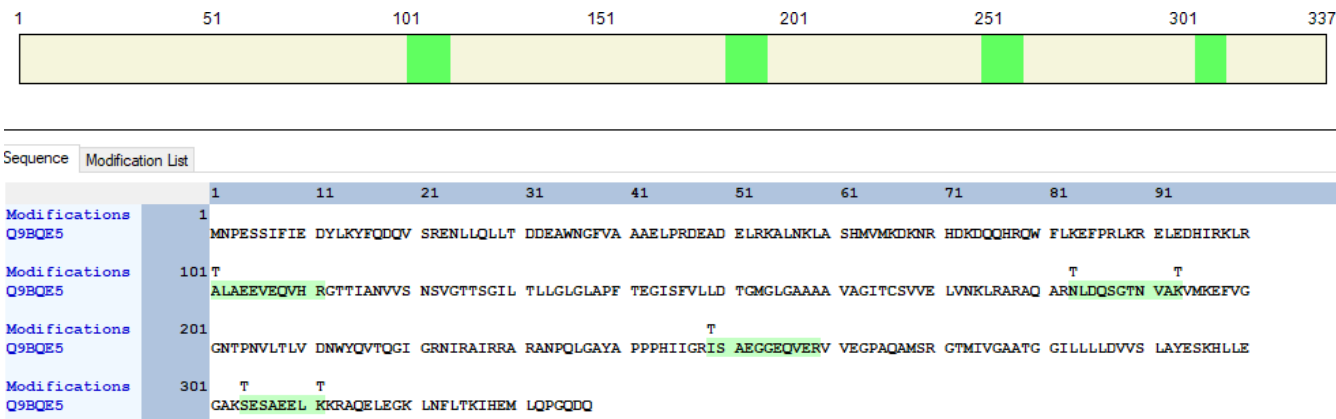 1 51 101 151 201 251 301 337
Sequence Modification List
1 11 21 31 41 51 61 71 81 91
Modifications 1
Q9BQE5 MNPESSIFIE DYLKYFQDQV SRENLLQLLT DDEAWNGFVA AAELPRDEAD ELRKALNKLA SHMVMKDKNR HDKDQQHRQW FLKEFPRLKR ELEDHIRKLR
Modifications 101 T T T
Q9BQE5 ALAEEVEQVH RGTTIANVVS NSVGTTSGIL TLLGLGLAPF TEGISFVLLD TGMGLGAAAA VAGITCSVVE LVNKLRARAQ ARNLDQSGTN VAKVMKEFVG
Modifications 201 T
Q9BQE5 GNTPNVLTLV DNWYQVTQGI GRNIRAIRRA RANPQLGAYA PPPHIIGRIS AEGGEQVERV VEGPAQAMSR GTMIVGAATG GILLLLDVVS LAYESKHLLE
Modifications 301 T T
Q9BQE5 GAKSESAEEL KKRAQELEGK LNFLTKIHEM LQPGQDQ